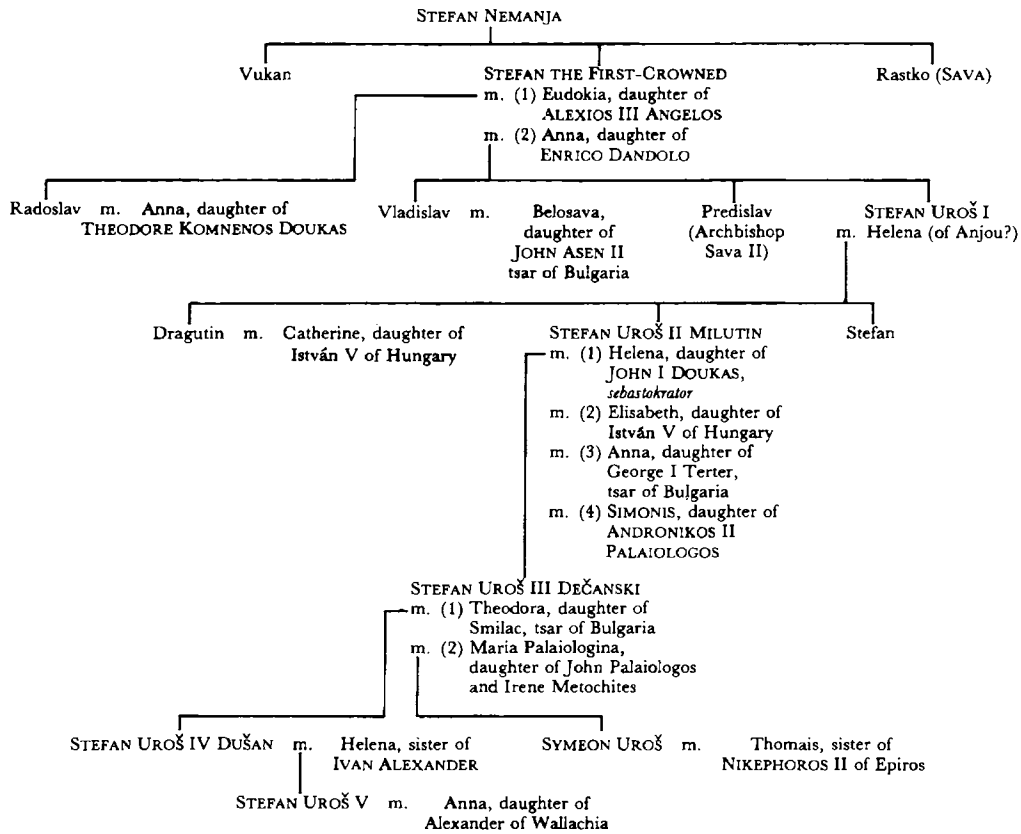 STEFAN NEMANJA
Vukan
STEFAN THE FIRST-CROWNED
Rastko (SAVA)
m. (1) Eudokia, daughter of
ALEXIOS III ANGELOS
m. (2) Anna, daughter of
ENRICO DANDOLO
Radoslav m. Anna, daughter of
THEODORE KOMNENOS DOUKAS
Vladislav m. Belosava,
daughter of
JOHN ASEN II
tsar of Bulgaria
Predislav
(Archbishop
Sava II)
STEFAN UROŠ I
m. Helena (of Anjou?)
Dragutin m. Catherine, daughter of
István V of Hungary
STEFAN UROŠ II MILUTIN
Stefan
m. (1) Helena, daughter of
JOHN I DOUKAS,
sebastokrator
m. (2) Elisabeth, daughter of
István V of Hungary
m. (3) Anna, daughter of
George I Terter,
tsar of Bulgaria
m. (4) SIMONIS, daughter of
ANDRONIKOS II
PALAIOLOGOS
STEFAN UROŠ III DEČANSKI
m. (1) Theodora, daughter of
Smilac, tsar of Bulgaria
m. (2) Maria Palaiologina,
daughter of John Palaiologos
and Irene Metochites
STEFAN UROŠ IV DUŠAN m. Helena, sister of
IVAN ALEXANDER
SYMEON UROŠ m. Thomais, sister of
NIKEPHOROS II of Epiros
STEFAN UROŠ V m. Anna, daughter of
Alexander of Wallachia